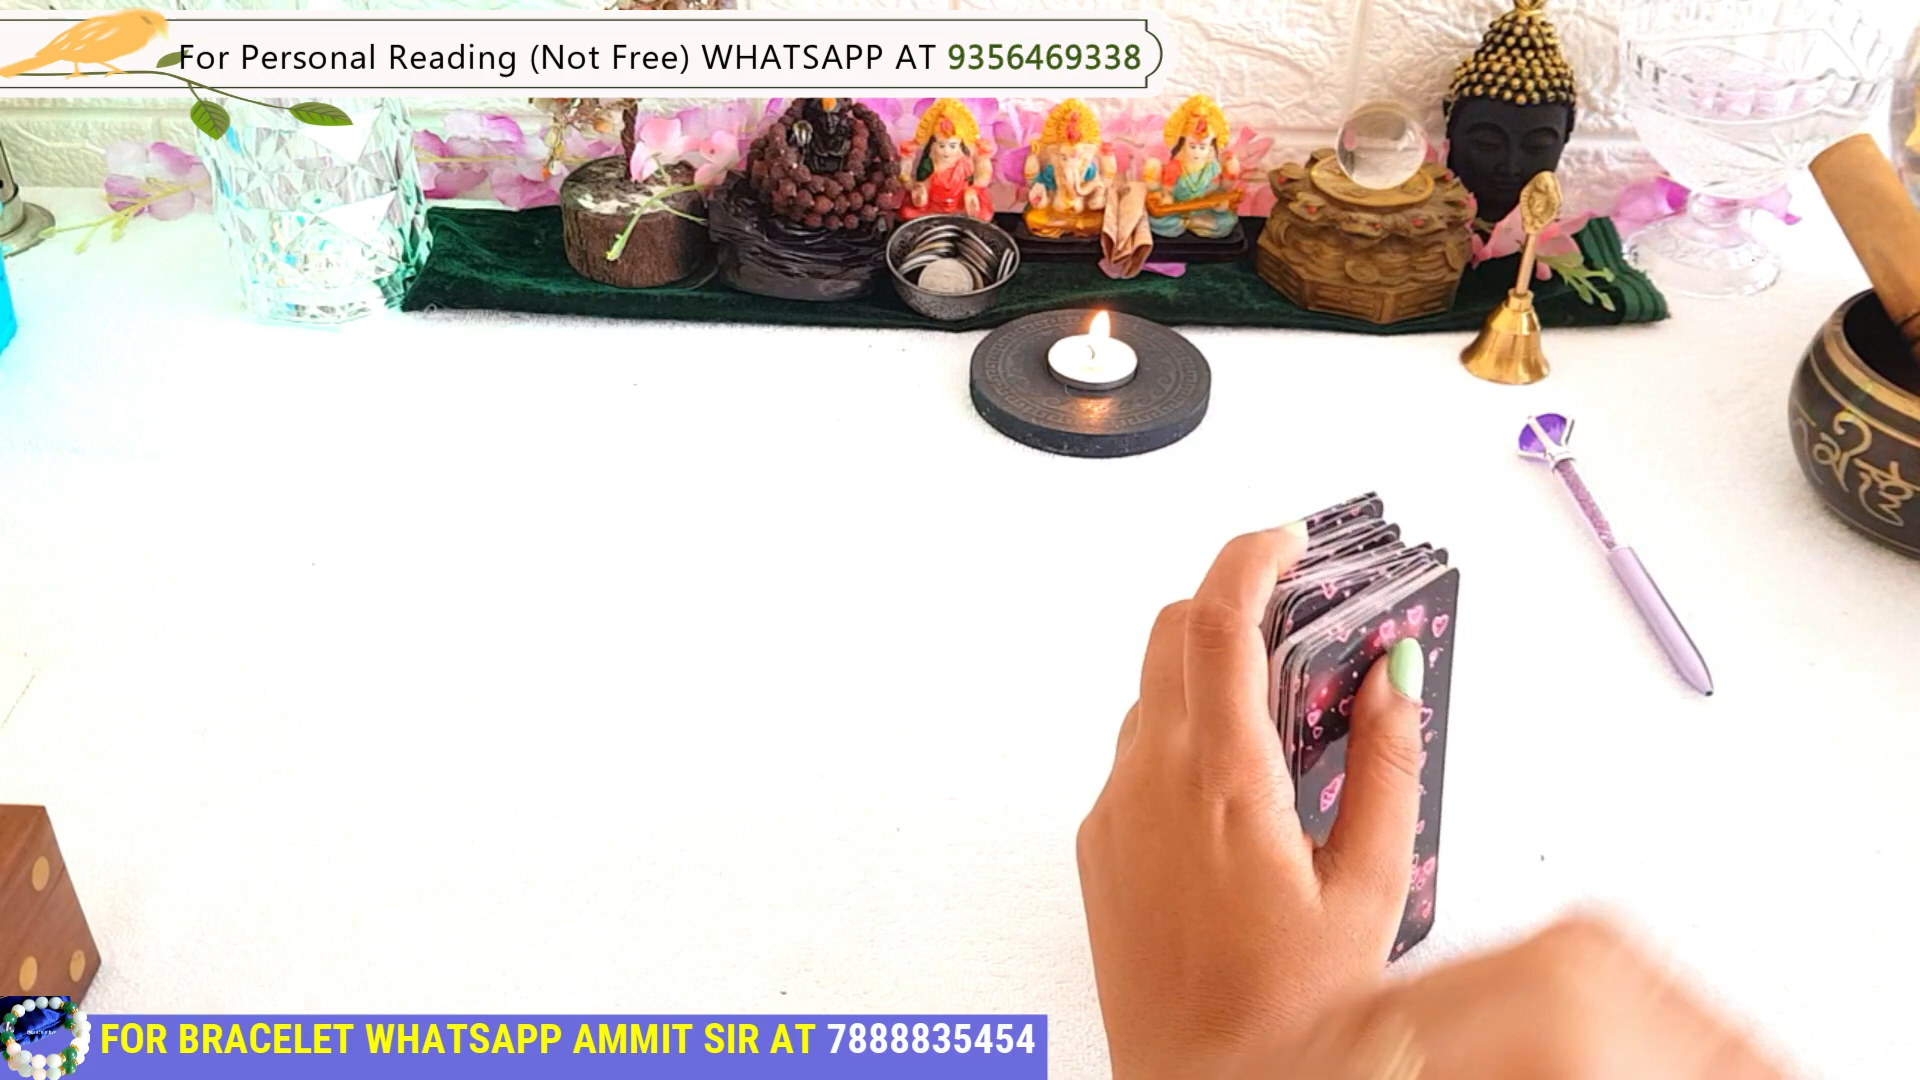 For Personal Reading (Not Free) WHATSAPP AT 9356469338
FOR BRACELET WHATSAPP AMMIT SIR AT 7888835454